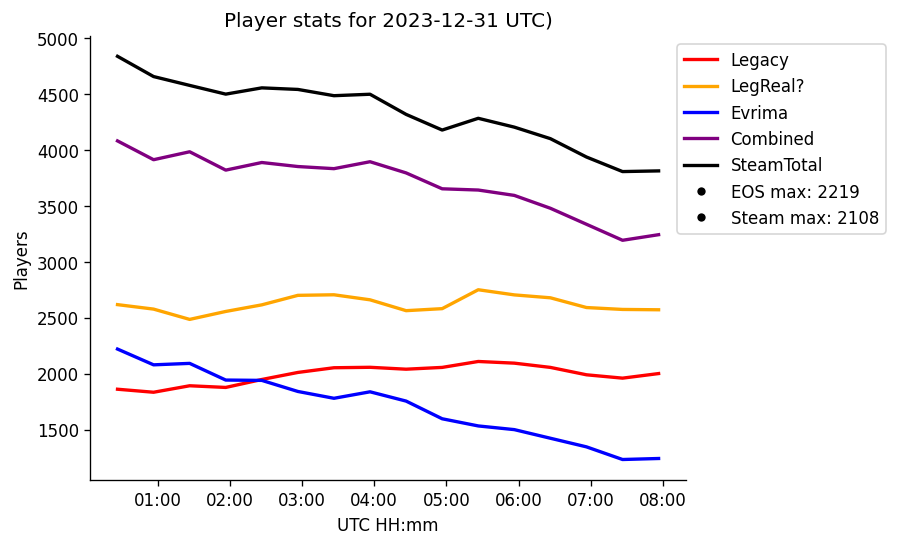 Player stats for 2023-12-31 UTC)
Players
5000
4500
4000
3500
3000
2500
2000
1500
01:00 02:00 03:00 04:00 05:00 06:00 07:00 08:00
UTC HH:mm
Legacy
LegReal?
Evrima
Combined
SteamTotal
EOS max: 2219
Steam max: 2108